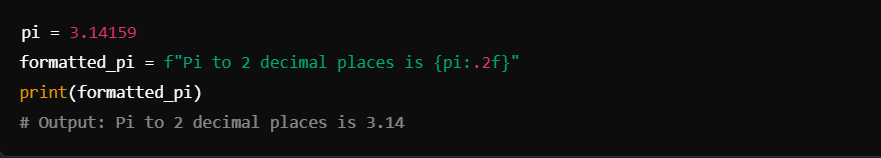 pi = 3.14159
formatted_pi = f"Pi to 2 decimal places is {pi:.2f}"
print(formatted_pi)
# Output: Pi to 2 decimal places is 3.14